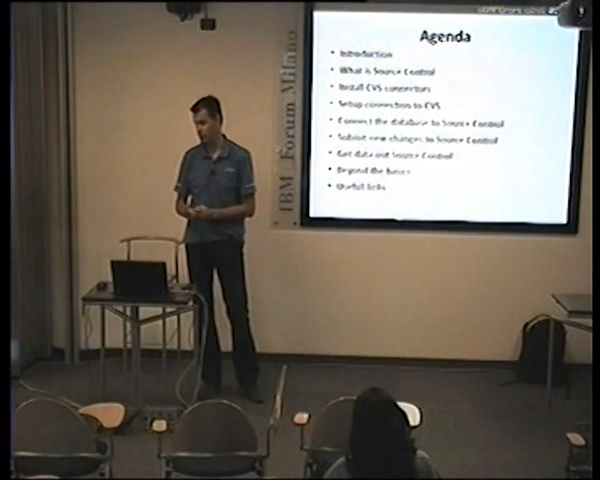 Agenda
• Introduction
• What is Source Control
• Install CVS connectors
• Setup connection to CVS
• Connect the database to Source Control
• Submit new changes to Source Control
• Get data out Source Control
• Beyond the basics
• Useful links
IBM Forum Milano